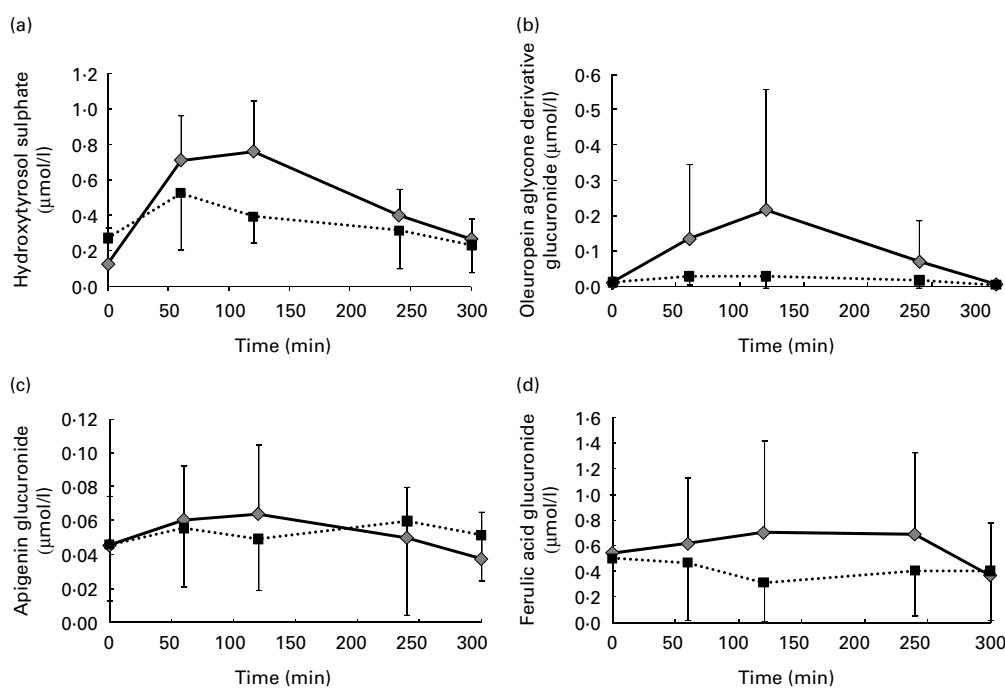 (a)
Hydroxytyrosol sulphate
(μmol/l)
1·2
1·0
0·8
0·6
0·4
0·2
0·0
0 50 100 150 200 250 300
Time (min)
(b)
Oleuropein aglycone derivative
glucuronide (μmol/l)
0·6
0·5
0·4
0·3
0·2
0·1
0·0
0 50 100 150 200 250 300
Time (min)
(c)
Apigenin glucuronide
(μmol/l)
0·12
0·10
0·08
0·06
0·04
0·02
0·00
0 50 100 150 200 250 300
Time (min)
(d)
Ferulic acid glucuronide
(μmol/l)
1·6
1·4
1·2
1·0
0·8
0·6
0·4
0·2
0·0
0 50 100 150 200 250 300
Time (min)